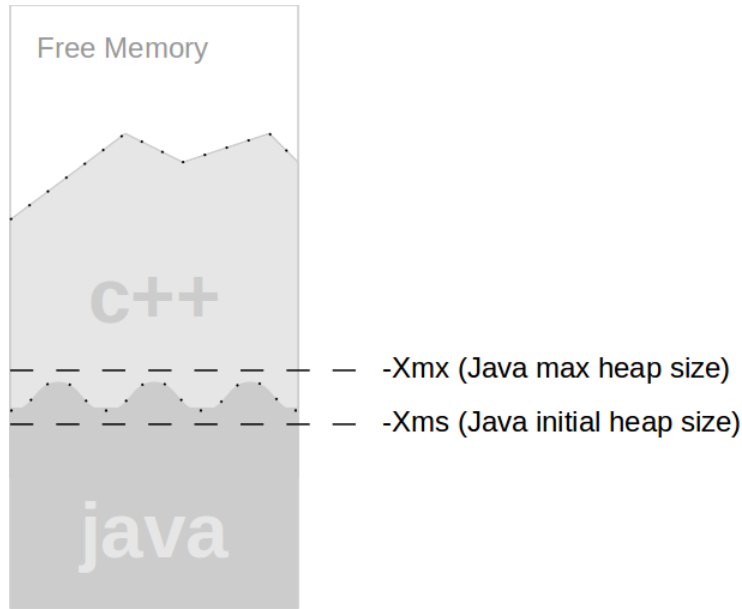 Free Memory
c++
-Xmx (Java max heap size)
-Xms (Java initial heap size)
java